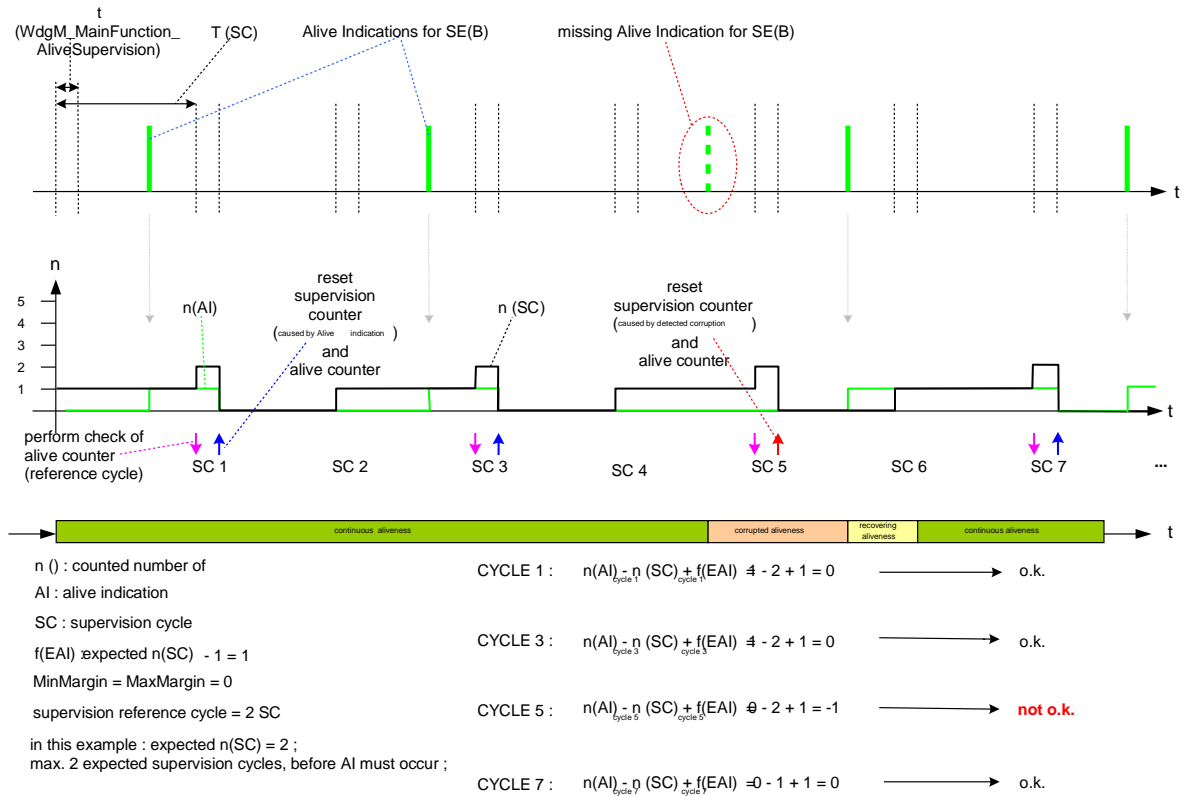 t
(WdgM_MainFunction_
AliveSupervision)
T (SC)
Alive Indications for SE(B)
missing Alive Indication for SE(B)
t
n
5
4
3
2
1
n(AI)
reset
supervision
counter
(caused by Alive indication )
and
alive counter
n (SC)
reset
supervision counter
(caused by detected corruption )
and
alive counter
t
perform check of
alive counter
(reference cycle)
SC 1
SC 2
SC 3
SC 4
SC 5
SC 6
SC 7
...
continuous aliveness
corrupted aliveness
recovering
aliveness
continuous aliveness
t
n () : counted number of
AI : alive indication
SC : supervision cycle
f(EAI) :expected n(SC) - 1 = 1
MinMargin = MaxMargin = 0
supervision reference cycle = 2 SC
in this example : expected n(SC) = 2 ;
max. 2 expected supervision cycles, before AI must occur ;
CYCLE 1 : n(AI) - n (SC) + f(EAI) = 1 - 2 + 1 = 0 o.k.
cycle 1 cycle 1
CYCLE 3 : n(AI) - n (SC) + f(EAI) = 1 - 2 + 1 = 0 o.k.
cycle 3 cycle 3
CYCLE 5 : n(AI) - n (SC) + f(EAI) = 0 - 2 + 1 = -1 not o.k.
cycle 5 cycle 5
CYCLE 7 : n(AI) - n (SC) + f(EAI) =0 - 1 + 1 = 0 o.k.
cycle 7 cycle 7